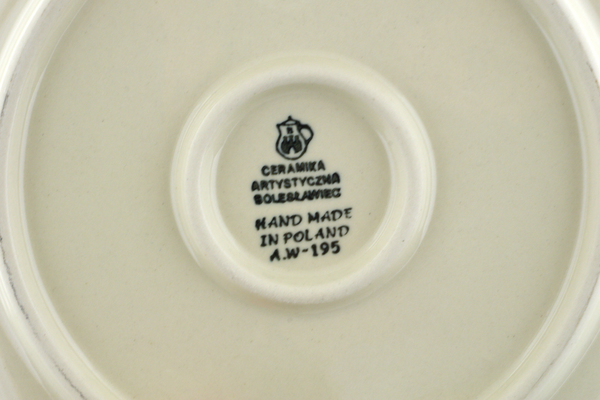 CERAMIKA
ARTYSTYCZNA
BOLESŁAWIEC
HAND MADE
IN POLAND
A.W-195